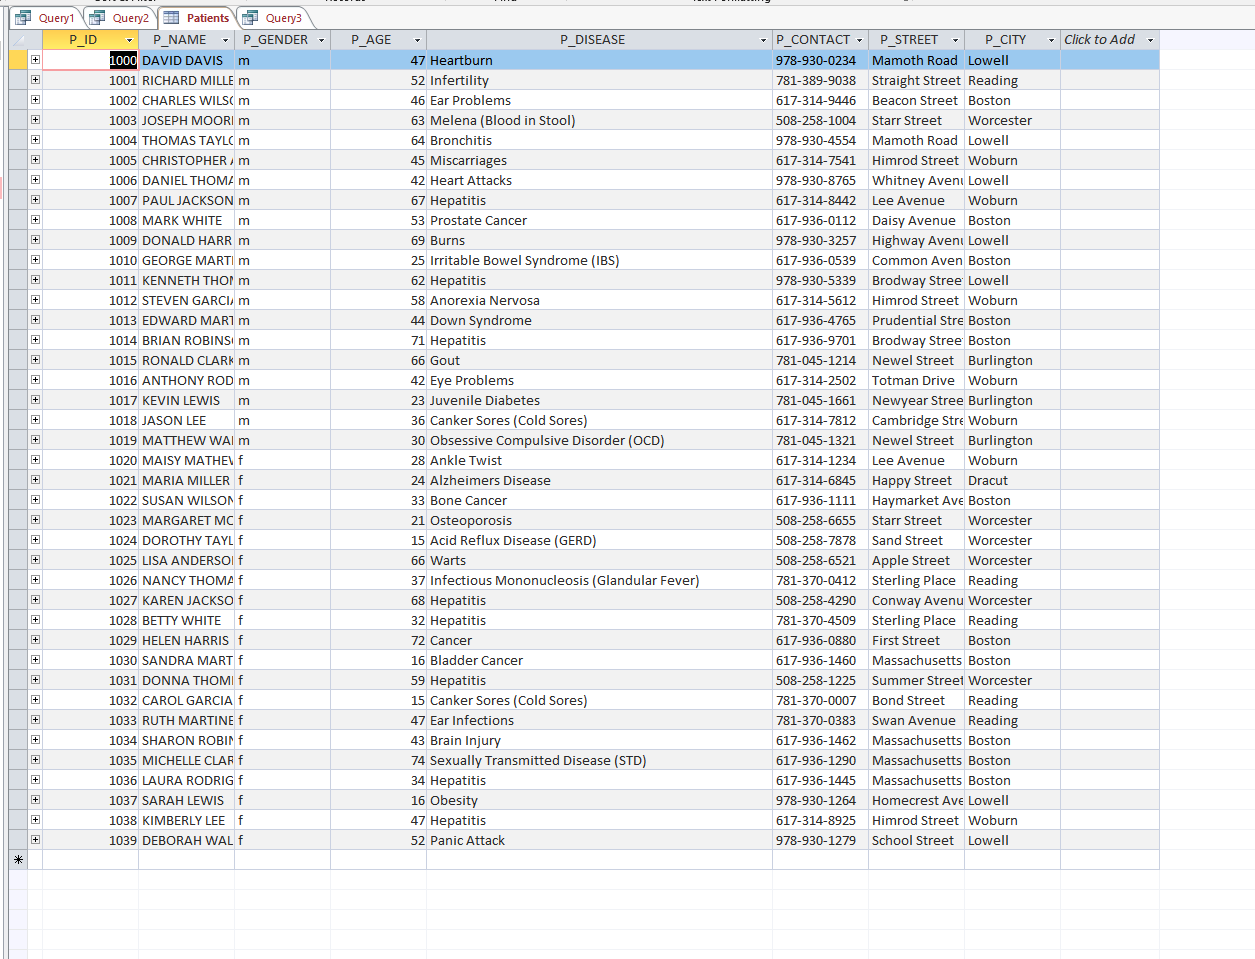 Query1 Query2 Patients Query3
P_ID P_NAME P_GENDER P_AGE P_DISEASE P_CONTACT P_STREET P_CITY Click to Add
1000 DAVID DAVIS m 47 Heartburn 978-930-0234 Mamoth Road Lowell
1001 RICHARD MILLE m 52 Infertility 781-389-9038 Straight Street Reading
1002 CHARLES WILSO m 46 Ear Problems 617-314-9446 Beacon Street Boston
1003 JOSEPH MOOR m 63 Melena (Blood in Stool) 508-258-1004 Starr Street Worcester
1004 THOMAS TAYLO m 64 Bronchitis 978-930-4554 Mamoth Road Lowell
1005 CHRISTOPHER A m 45 Miscarriages 617-314-7541 Himrod Street Woburn
1006 DANIEL THOMA m 42 Heart Attacks 978-930-8765 Whitney Avenu Lowell
1007 PAUL JACKSON m 67 Hepatitis 617-314-8442 Lee Avenue Woburn
1008 MARK WHITE m 53 Prostate Cancer 617-936-0112 Daisy Avenue Boston
1009 DONALD HARR m 69 Burns 978-930-3257 Highway Avenu Lowell
1010 GEORGE MARTI m 25 Irritable Bowel Syndrome (IBS) 617-936-0539 Common Aven Boston
1011 KENNETH THOM m 62 Hepatitis 978-930-5339 Brodway Stree Lowell
1012 STEVEN GARCIA m 58 Anorexia Nervosa 617-314-5612 Himrod Street Woburn
1013 EDWARD MART m 44 Down Syndrome 617-936-4765 Prudential Stre Boston
1014 BRIAN ROBINS m 71 Hepatitis 617-936-9701 Brodway Stree Boston
1015 RONALD CLARK m 66 Gout 781-045-1214 Newel Street Burlington
1016 ANTHONY ROD m 42 Eye Problems 617-314-2502 Totman Drive Woburn
1017 KEVIN LEWIS m 23 Juvenile Diabetes 781-045-1661 Newyear Stree Burlington
1018 JASON LEE m 36 Canker Sores (Cold Sores) 617-314-7812 Cambridge Stre Woburn
1019 MATTHEW WAL m 30 Obsessive Compulsive Disorder (OCD) 781-045-1321 Newel Street Burlington
1020 MAISY MATHEW f 28 Ankle Twist 617-314-1234 Lee Avenue Woburn
1021 MARIA MILLER f 24 Alzheimers Disease 617-314-6845 Happy Street Dracut
1022 SUSAN WILSON f 33 Bone Cancer 617-936-1111 Haymarket Ave Boston
1023 MARGARET MO f 21 Osteoporosis 508-258-6655 Starr Street Worcester
1024 DOROTHY TAYL f 15 Acid Reflux Disease (GERD) 508-258-7878 Sand Street Worcester
1025 LISA ANDERSO f 66 Warts 508-258-6521 Apple Street Worcester
1026 NANCY THOMA f 37 Infectious Mononucleosis (Glandular Fever) 781-370-0412 Sterling Place Reading
1027 KAREN JACKSO f 68 Hepatitis 508-258-4290 Conway Avenu Worcester
1028 BETTY WHITE f 32 Hepatitis 781-370-4509 Sterling Place Reading
1029 HELEN HARRIS f 72 Cancer 617-936-0880 First Street Boston
1030 SANDRA MART f 16 Bladder Cancer 617-936-1460 Massachusetts Boston
1031 DONNA THOM f 59 Hepatitis 508-258-1225 Summer Street Worcester
1032 CAROL GARCIA f 15 Canker Sores (Cold Sores) 781-370-0007 Bond Street Reading
1033 RUTH MARTINE f 47 Ear Infections 781-370-0383 Swan Avenue Reading
1034 SHARON ROBIN f 43 Brain Injury 617-936-1462 Massachusetts Boston
1035 MICHELLE CLAR f 74 Sexually Transmitted Disease (STD) 617-936-1290 Massachusetts Boston
1036 LAURA RODRIG f 34 Hepatitis 617-936-1445 Massachusetts Boston
1037 SARAH LEWIS f 16 Obesity 978-930-1264 Homecrest Ave Lowell
1038 KIMBERLY LEE f 47 Hepatitis 617-314-8925 Himrod Street Woburn
1039 DEBORAH WAL f 52 Panic Attack 978-930-1279 School Street Lowell